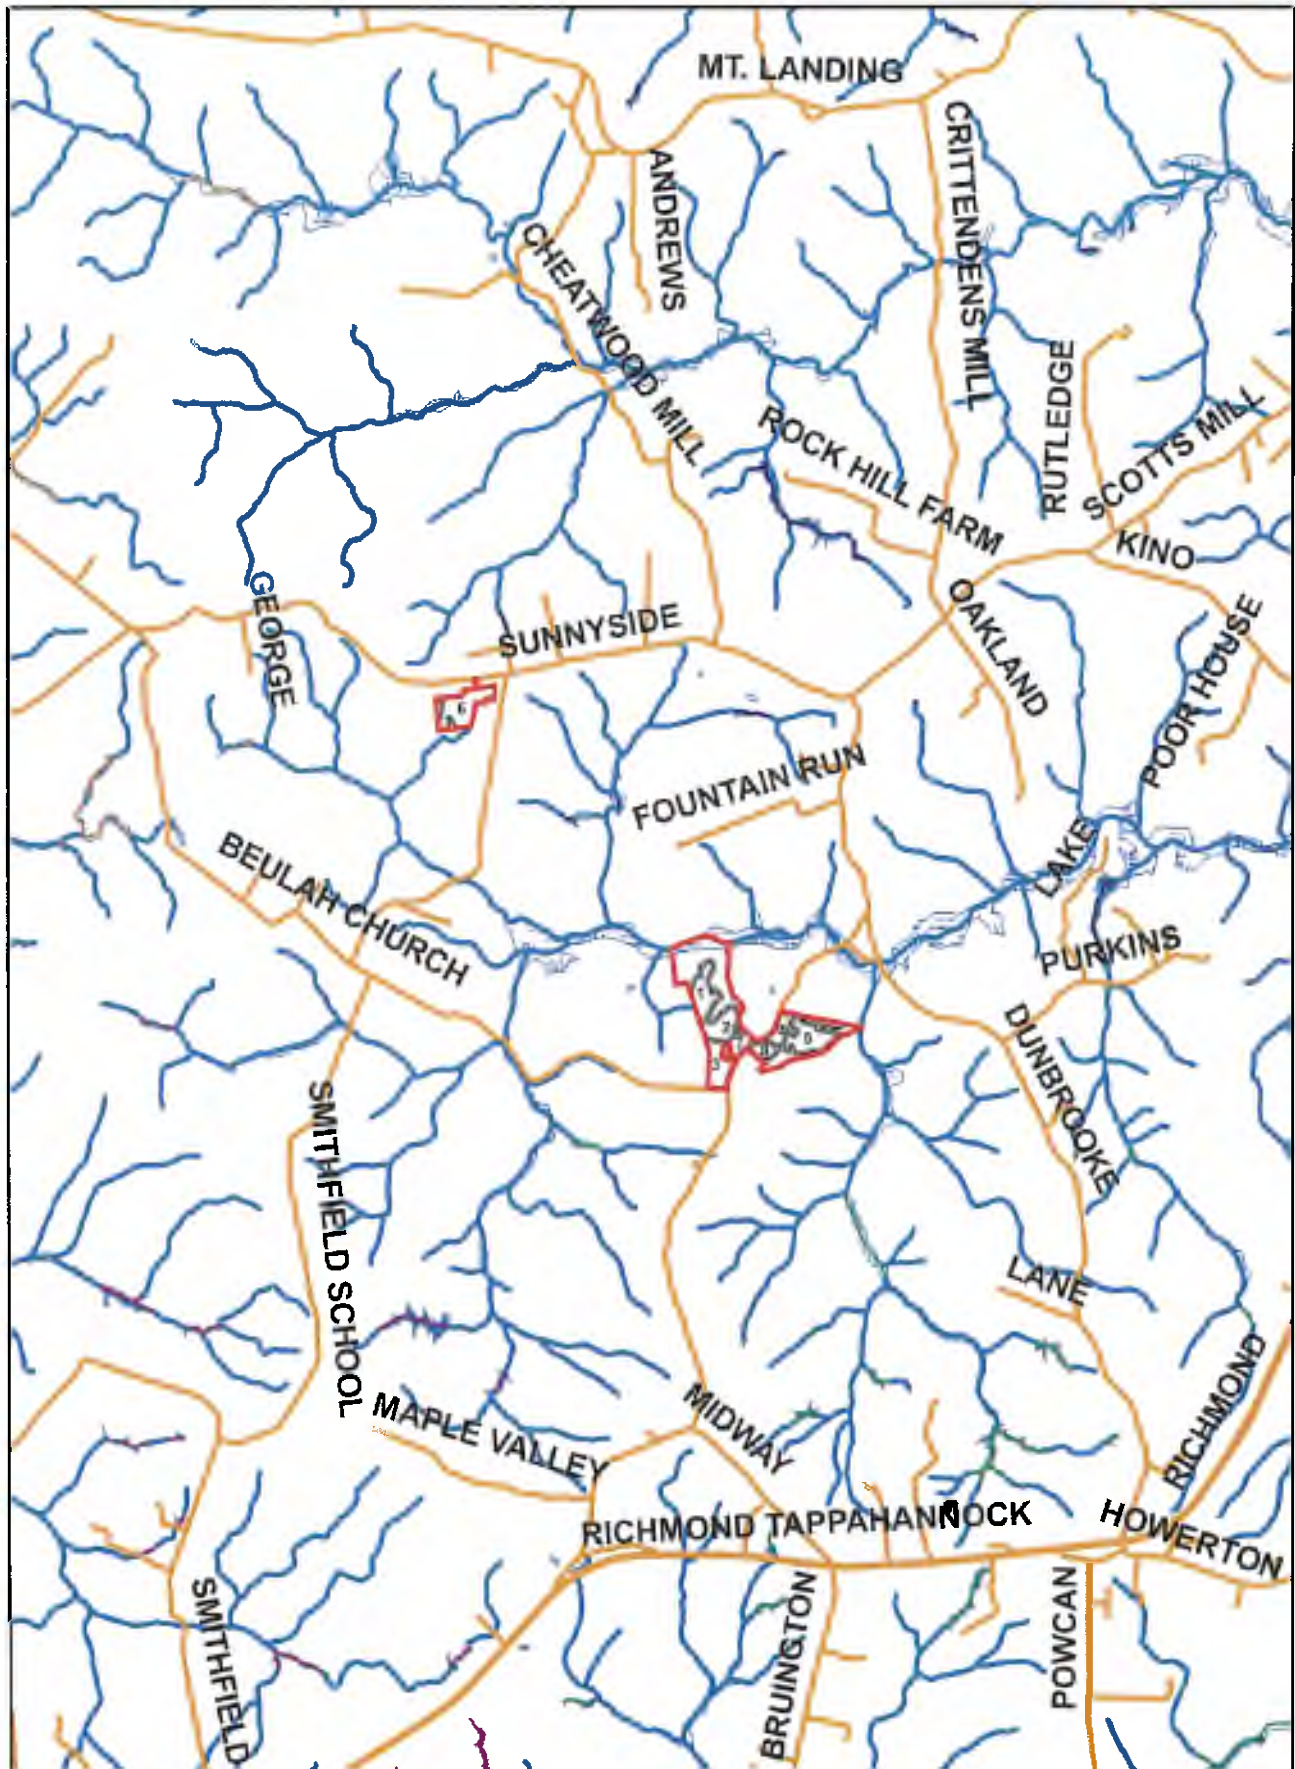 MT. LANDING
CRITTENDENS MILL
ANDREWS
CHEATWOOD MILL
RUTLEDGE
SCOTTS MILL
ROCK HILL FARM
KINO
GEORGE
SUNNYSIDE
OAKLAND
POOR HOUSE
6
FOUNTAIN RUN
BEULAH CHURCH
LAKE
PURKINS
DUNBROOKE
SMITHFIELD SCHOOL
LANE
RICHMOND
MAPLE VALLEY
MIDWAY
RICHMOND TAPPAHANNOCK
HOWERTON
SMITHFIELD
BRUINGTON
POWCAN